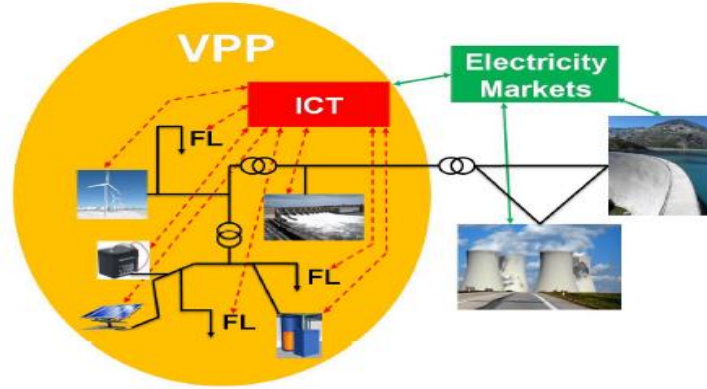 VPP
Electricity
Markets
ICT
FL
FL
FL